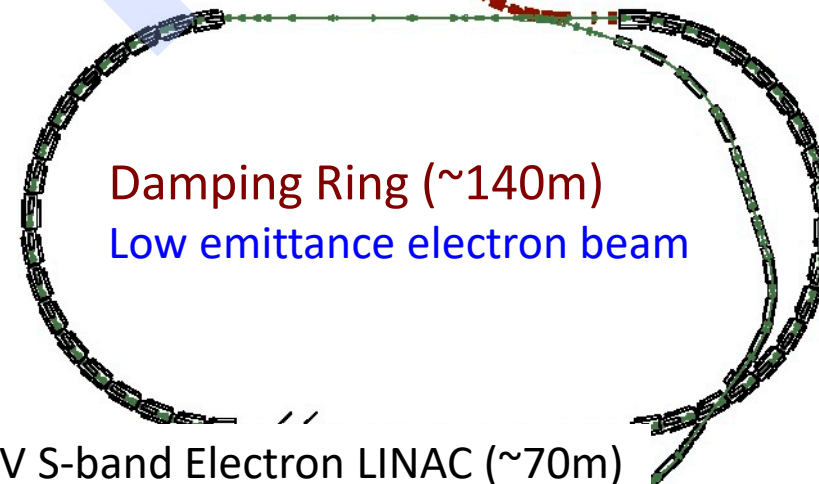 Damping Ring (~140m)
Low emittance electron beam
V S-band Electron LINAC (~70m)